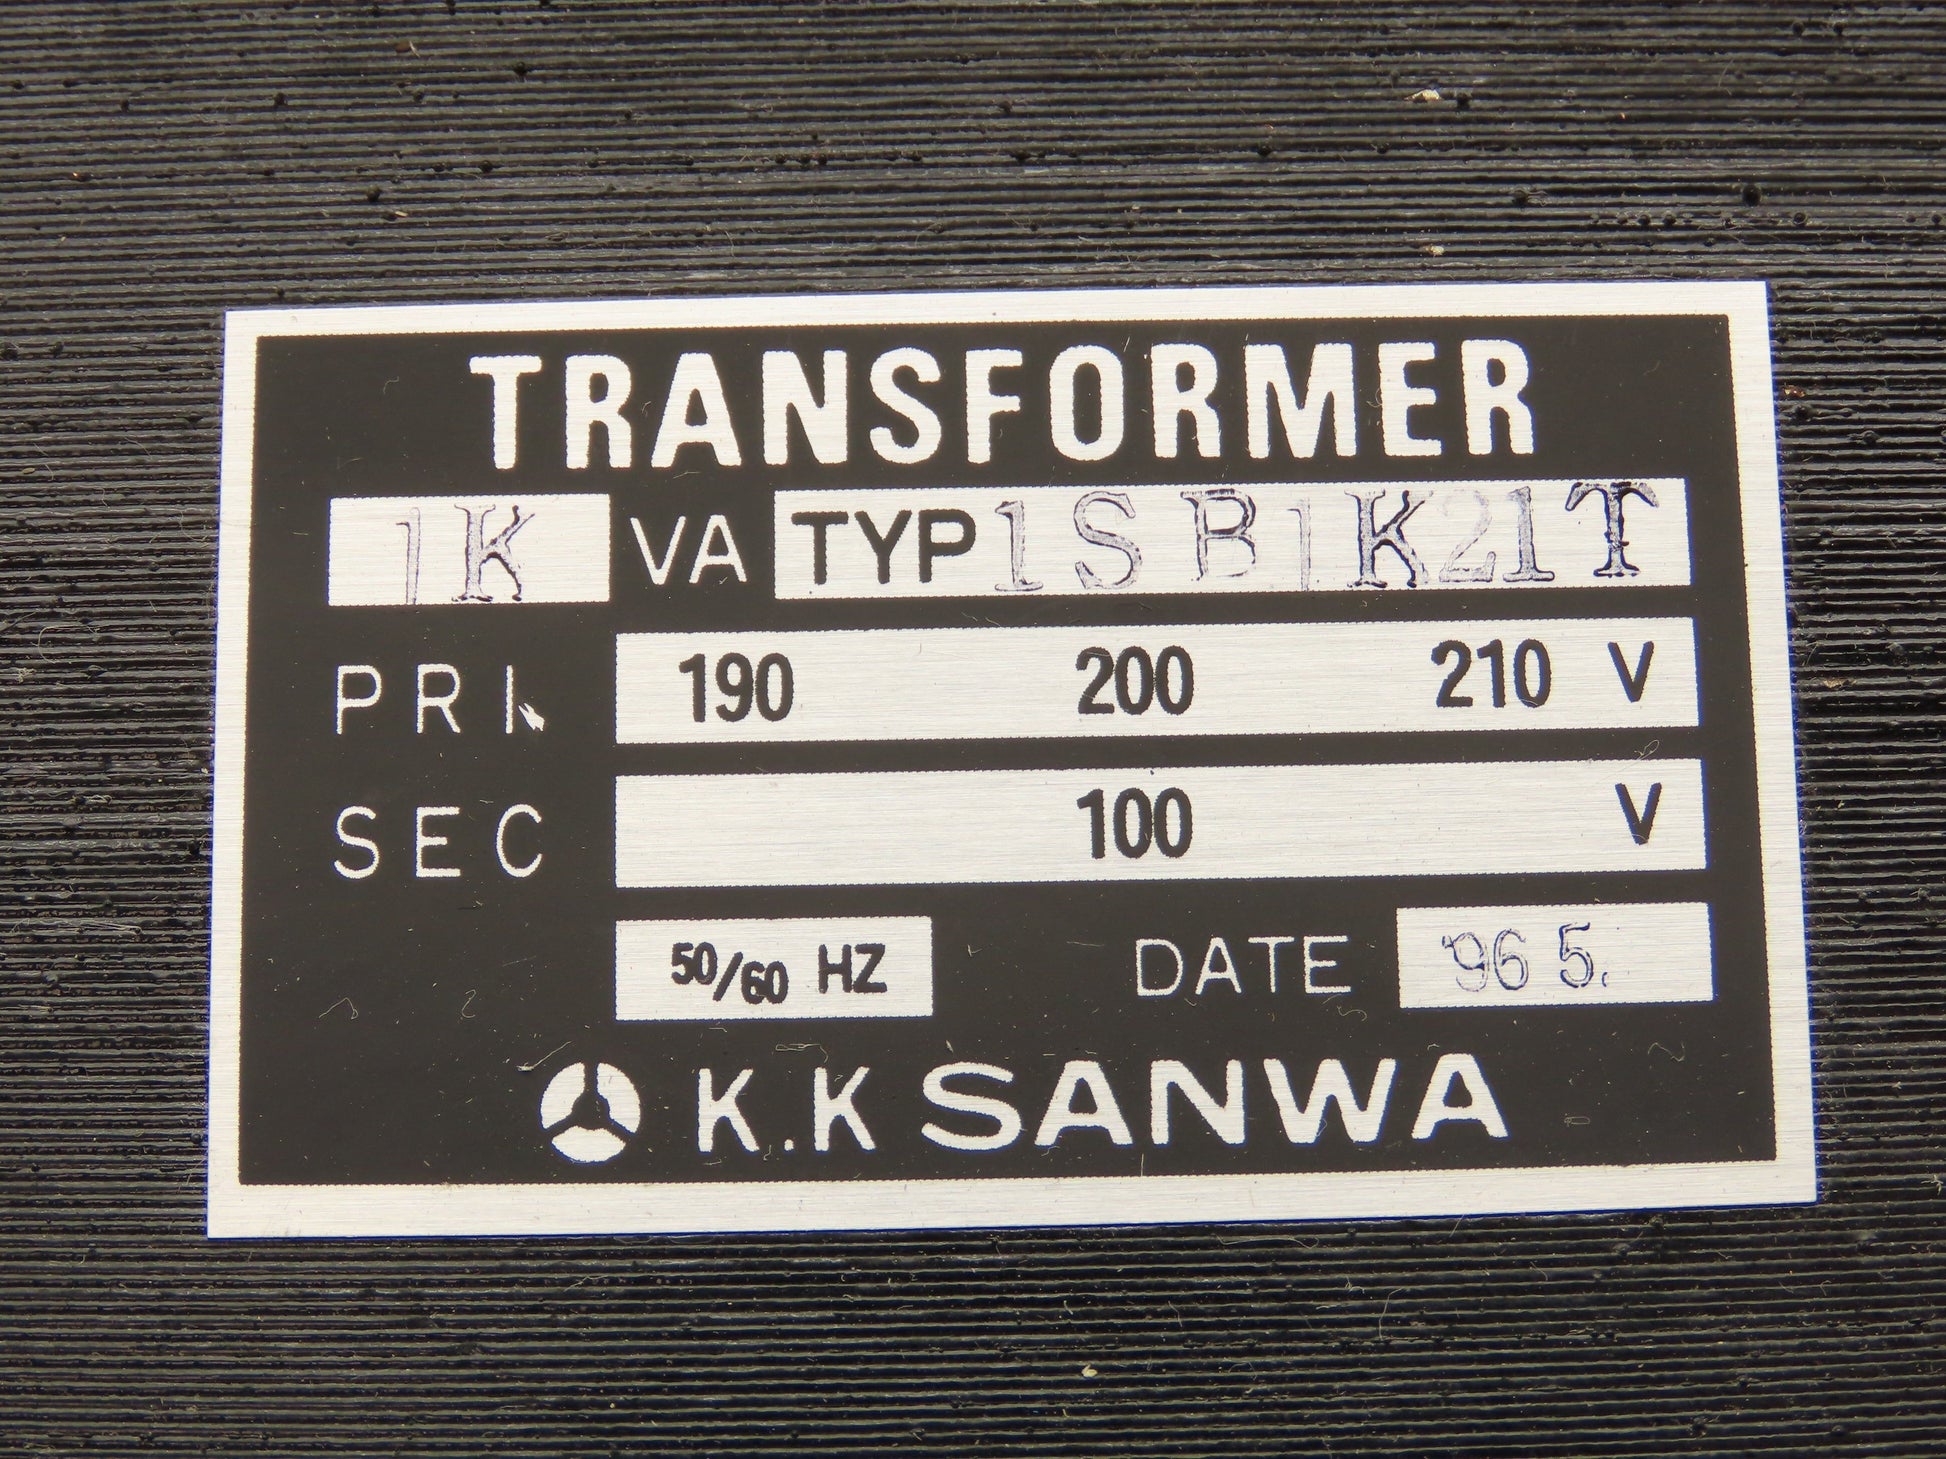 TRANSFORMER
1K VA TYP 1SB1K21T
PRI. 190 200 210 V
SEC 100 V
50/60 HZ DATE '96 5.
K.K SANWA